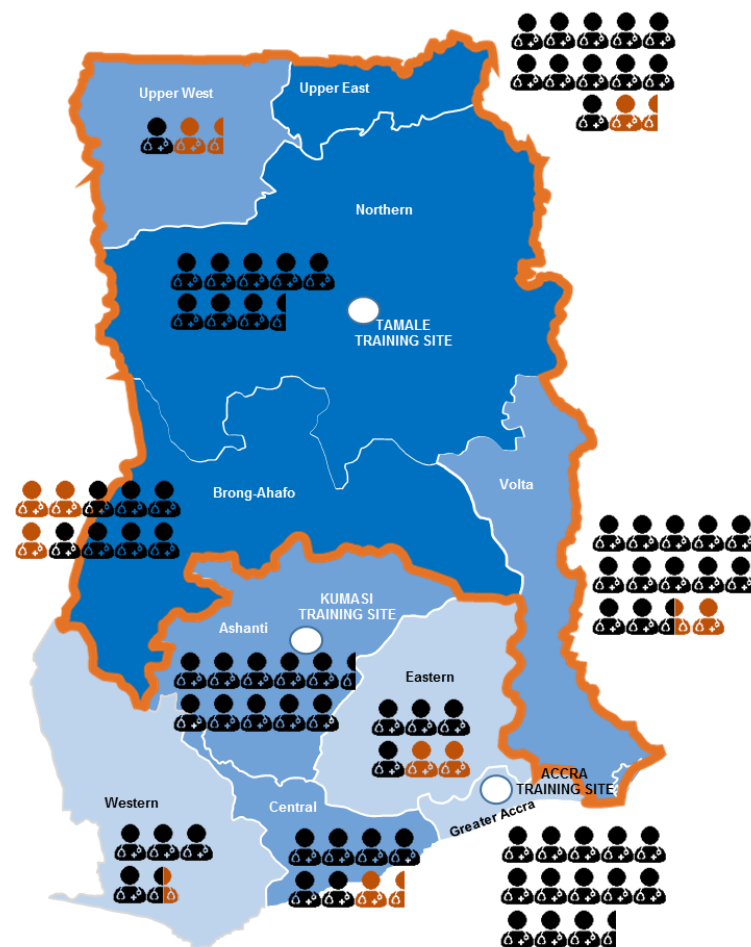 Upper West
Upper East
Northern
TAMALE
TRAINING SITE
Brong-Ahafo
Volta
KUMASI
TRAINING SITE
Ashanti
Eastern
ACCRA
TRAINING SITE
Western
Central
Greater Accra